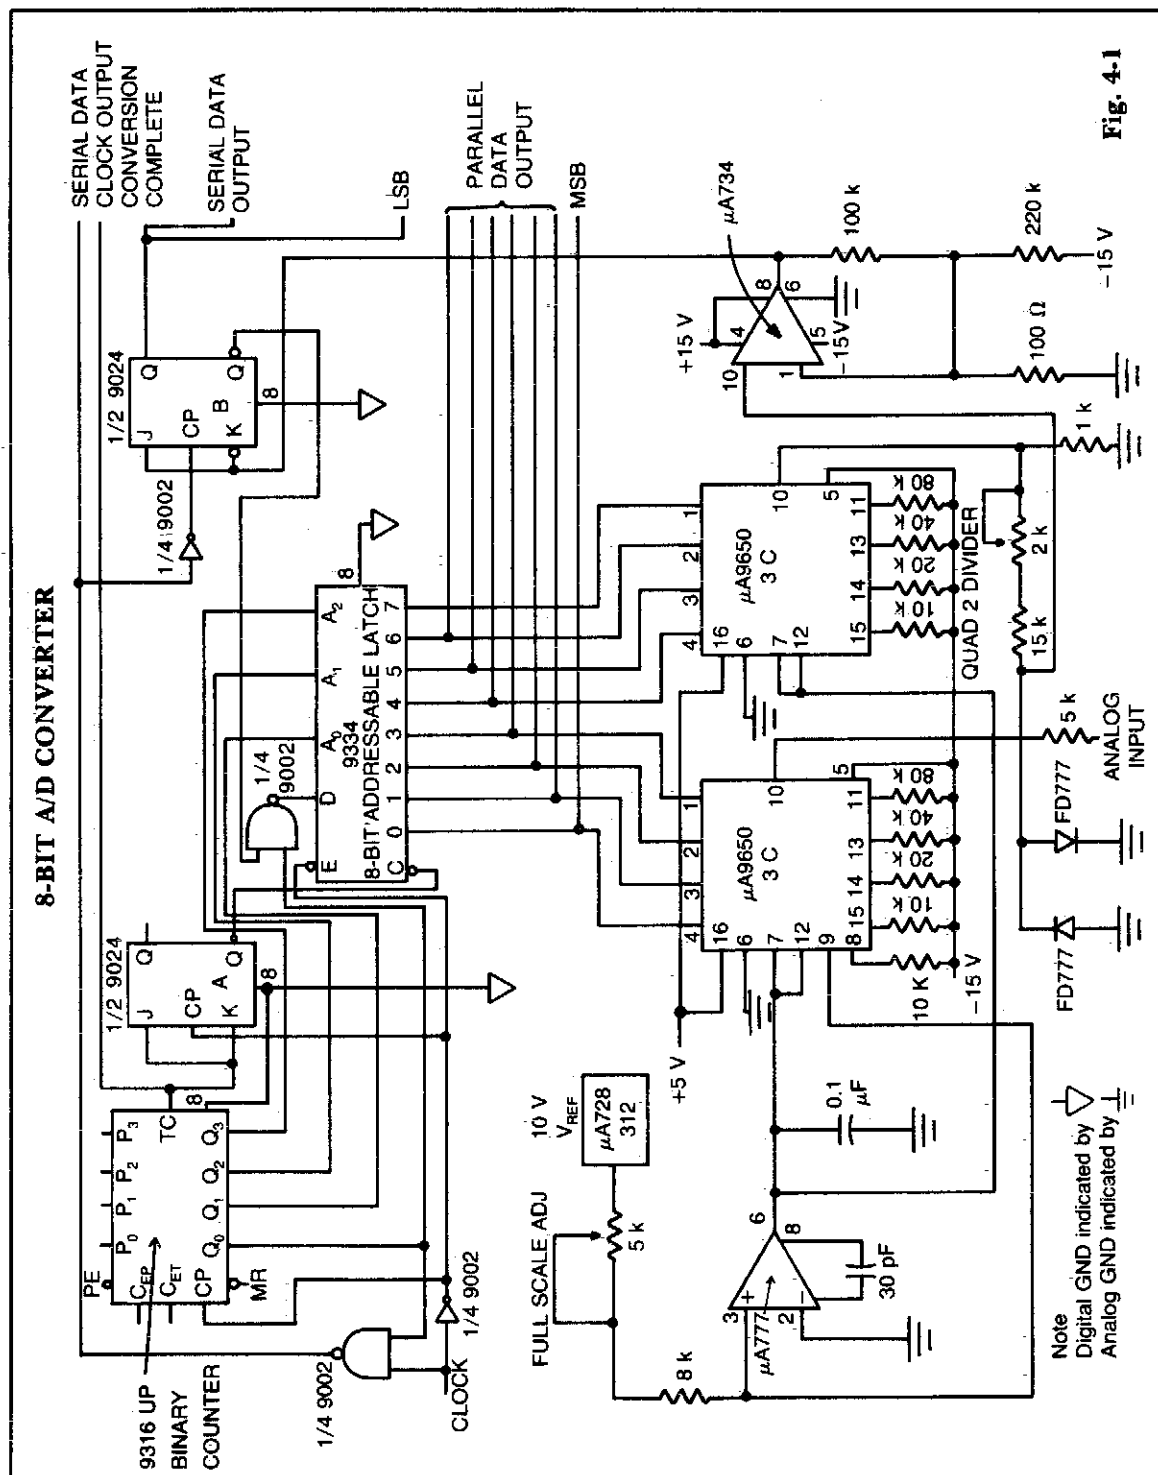 8-BIT A/D CONVERTER
SERIAL DATA
CLOCK OUTPUT
CONVERSION
COMPLETE
SERIAL DATA
OUTPUT
LSB
PARALLEL
DATA
OUTPUT
MSB
9316 UP
BINARY
COUNTER
PE
P0
P1
P2
P3
CEP
CET
CP
MR
TC
Q0
Q1
Q2
Q3
8
1/4 9002
CLOCK
1/4 9002
1/2 9024
J
Q
CP
K
A
Q
8
1/4
9002
E
D
A0
A1
A2
9334
8-BIT ADDRESSABLE LATCH
C
0
1
2
3
4
5
6
7
8
1/4 9002
1/2 9024
J
Q
CP
K
B
Q
8
FULL SCALE ADJ
10 V
VREF
µA728
312
5 k
8 k
3
+
µA777
2
−
6
8
30 pF
0.1
µF
+5 V
4
3
2
1
16
6
7
12
9
8
µA9650
3 C
10
5
15
14
13
11
10 K
10 k
20 k
40 k
80 k
−15 V
4
3
2
1
16
6
7
12
µA9650
3 C
10
5
15
14
13
11
10 k
20 k
40 k
80 k
QUAD 2 DIVIDER
5 k
ANALOG
INPUT
15 k
2 k
1 k
FD777
FD777
+15 V
µA734
10
4
8
6
1
5
−15V
100 k
100 Ω
220 k
−15 V
Note
Digital GND indicated by
Analog GND indicated by
Fig. 4-1